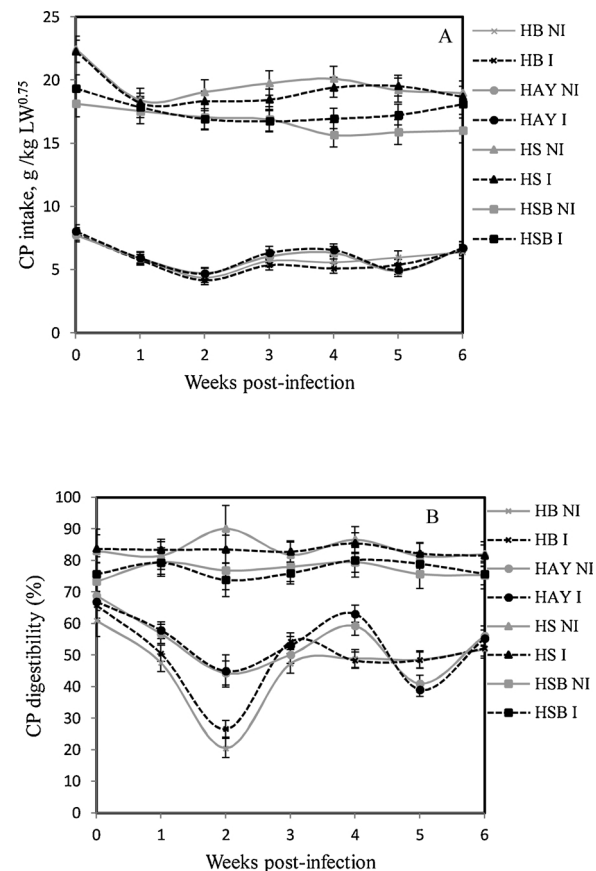 A
25
20
15
10
5
0
CP intake, g /kg LW0.75
0 1 2 3 4 5 6
Weeks post-infection
HB NI
HB I
HAY NI
HAY I
HS NI
HS I
HSB NI
HSB I
B
100
90
80
70
60
50
40
30
20
10
0
CP digestibility (%)
0 1 2 3 4 5 6
Weeks post-infection
HB NI
HB I
HAY NI
HAY I
HS NI
HS I
HSB NI
HSB I